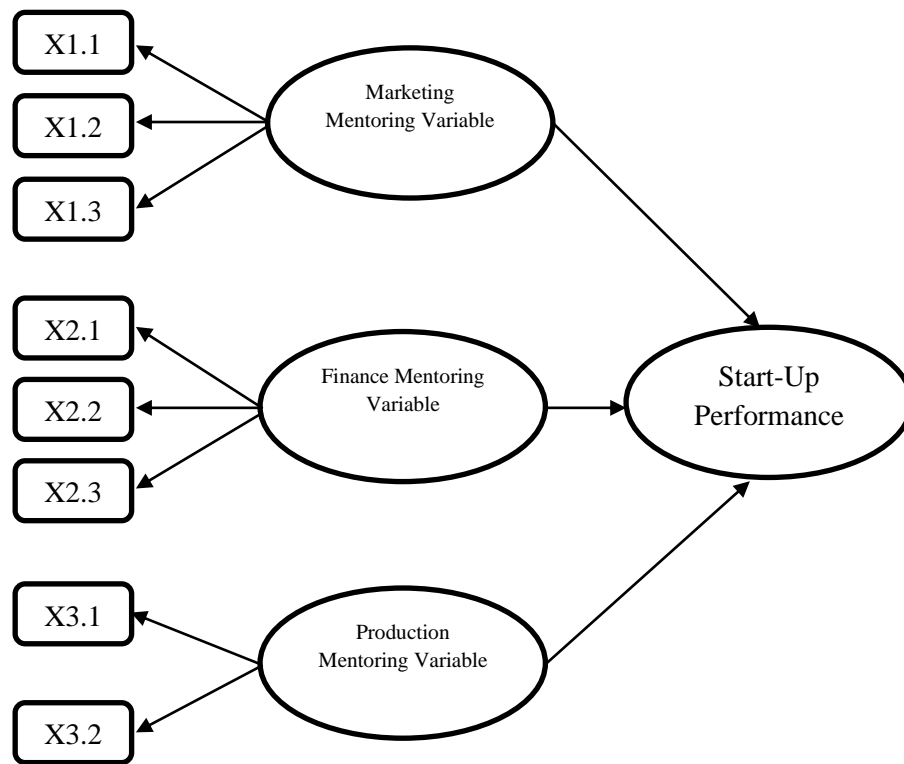 X1.1
X1.2
X1.3
Marketing
Mentoring Variable
X2.1
X2.2
X2.3
Finance Mentoring
Variable
Start-Up
Performance
X3.1
X3.2
Production
Mentoring Variable